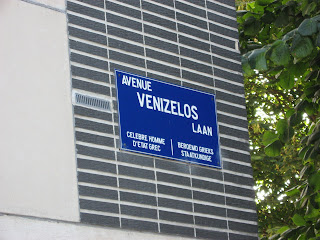 AVENUE
VENIZELOS
LAAN
CELEBRE HOMME
D'ETAT GREC
BEROEMD GRIEKS
STAATKUNDIGE